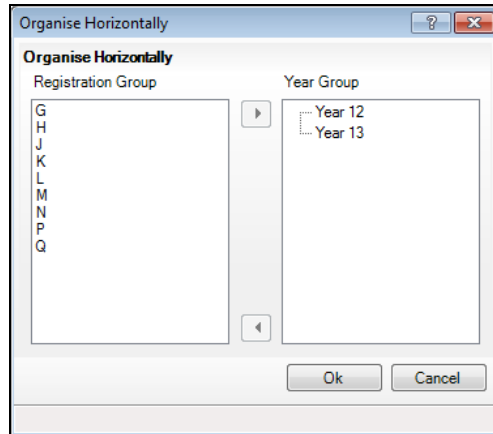 Organise Horizontally
?
Organise Horizontally
Registration Group
Year Group
G
H
J
K
L
M
N
P
Q
Year 12
Year 13
Ok
Cancel